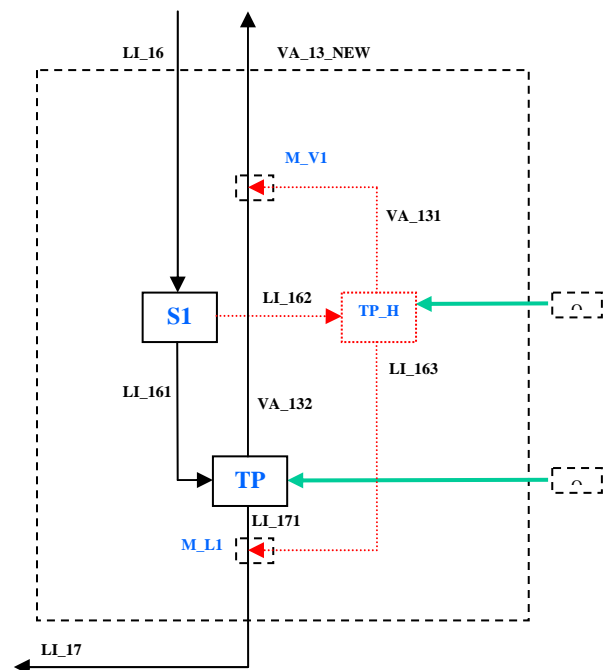 LI_16
VA_13_NEW
M_V1
VA_131
LI_162
S1
TP_H
LI_163
LI_161
VA_132
TP
LI_171
M_L1
LI_17